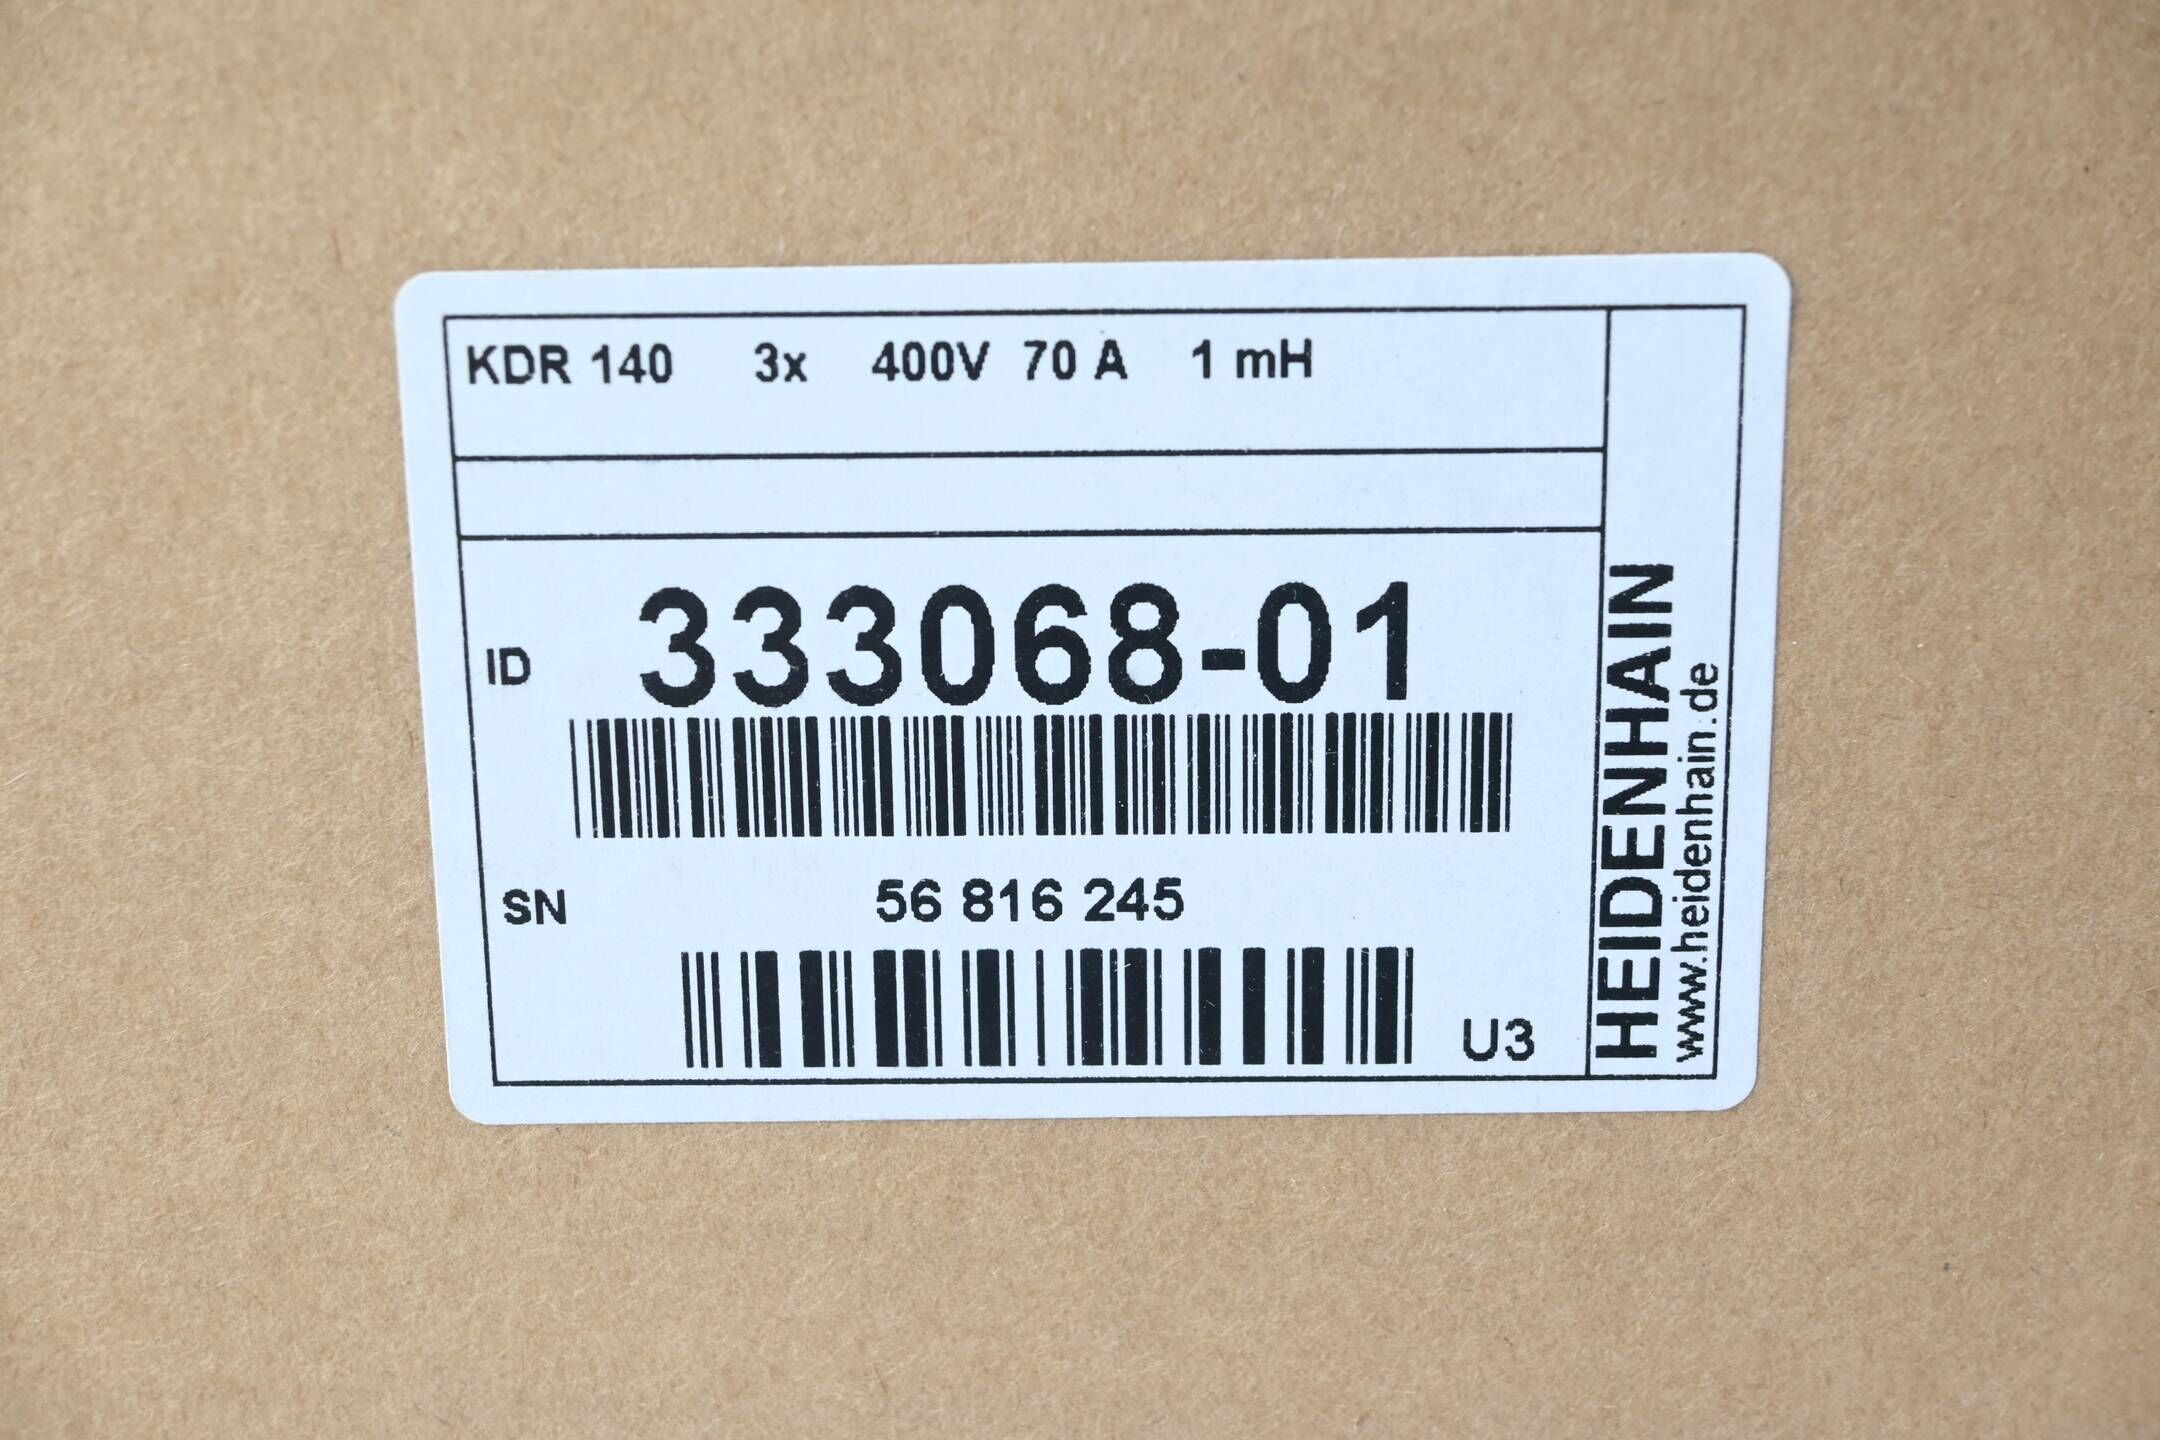 KDR 140 3x 400V 70 A 1 mH
ID 333068-01
SN 56 816 245
U3
HEIDENHAIN
www.heidenhain.de